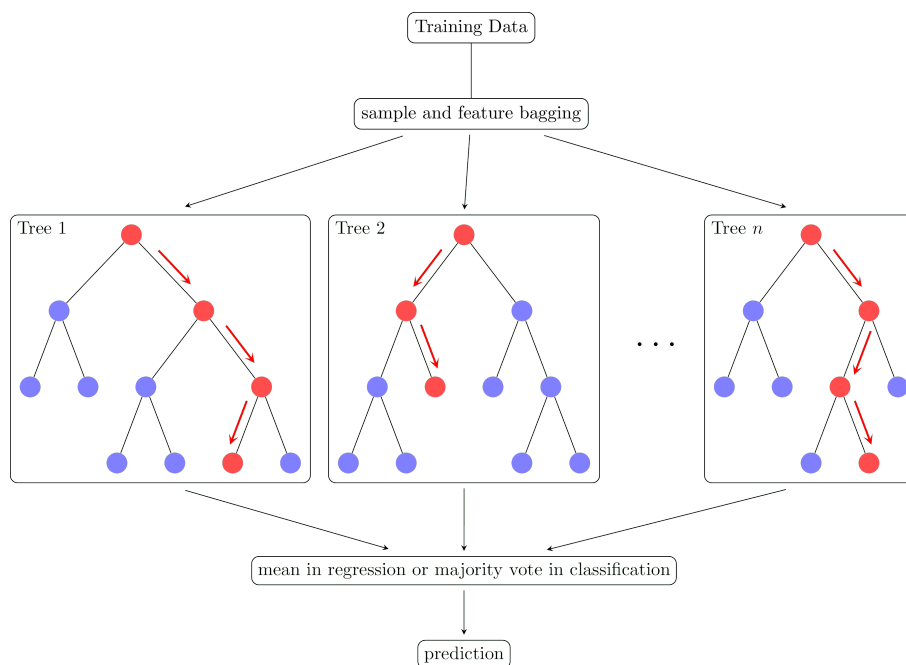 Training Data
sample and feature bagging
Tree 1
Tree 2
Tree n
. . .
mean in regression or majority vote in classification
prediction